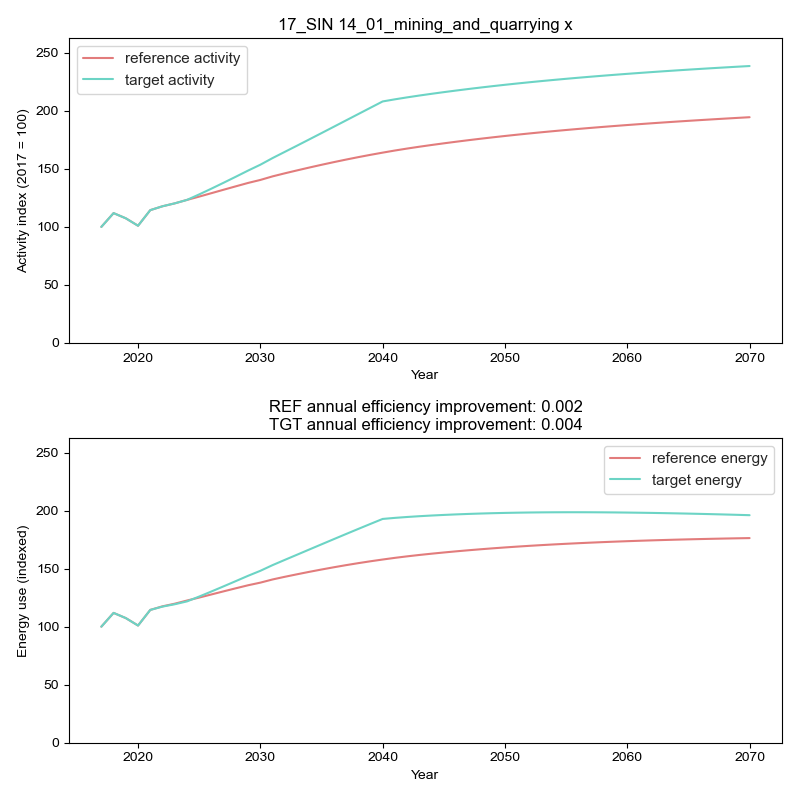 17_SIN 14_01_mining_and_quarrying x
reference activity
target activity
Activity index (2017 = 100)
250
200
150
100
50
0
2020 2030 2040 2050 2060 2070
Year
REF annual efficiency improvement: 0.002
TGT annual efficiency improvement: 0.004
reference energy
target energy
Energy use (indexed)
250
200
150
100
50
0
2020 2030 2040 2050 2060 2070
Year